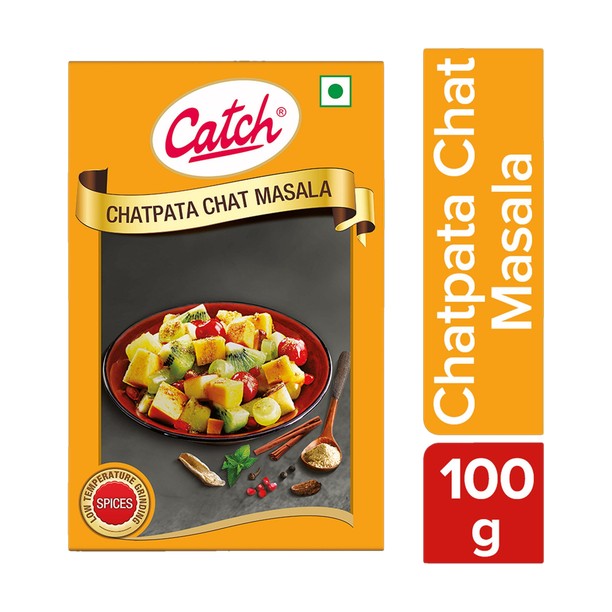 Catch®
CHATPATA CHAT MASALA
LOW TEMPERATURE GRINDING
SPICES
Chatpata Chat
Masala
100
g